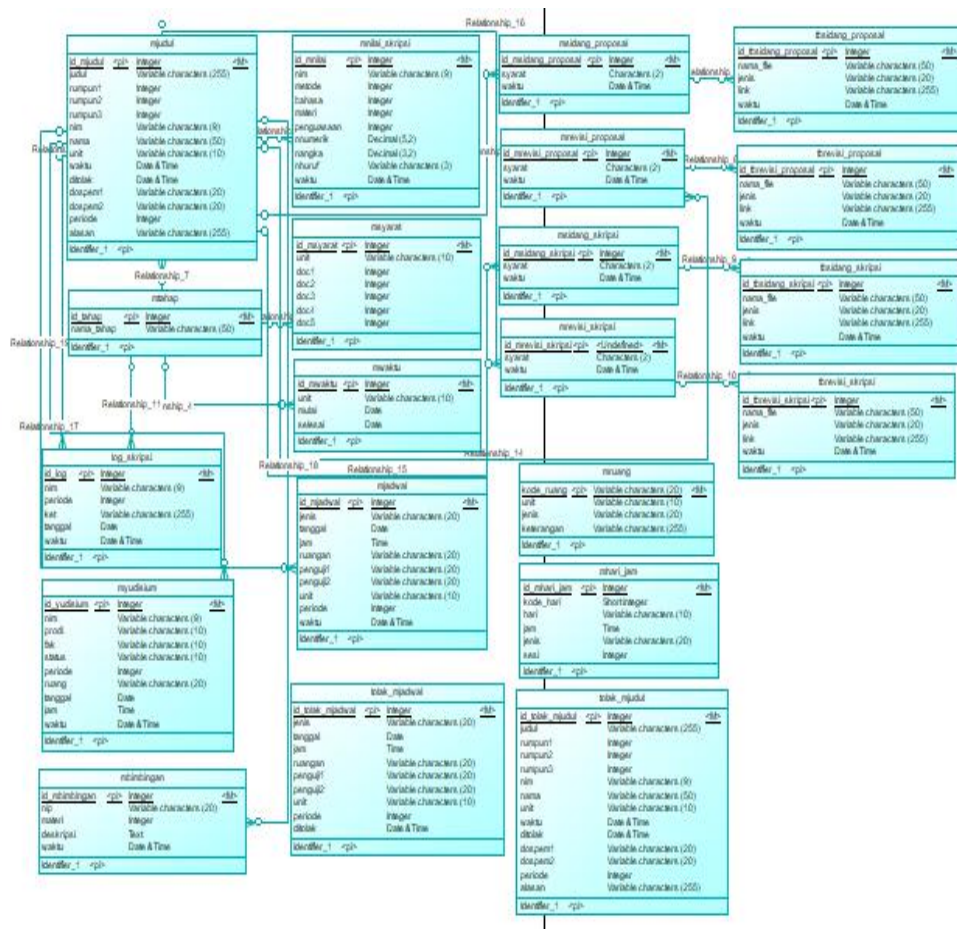 Relationship_16
mjudul
id_mjudul <pi> Integer <M>
judul Variable characters (255)
rumpun1 Integer
rumpun2 Integer
rumpun3 Integer
nim Variable characters (9)
nama Variable characters (50)
unit Variable characters (10)
waktu Date & Time
ditolak Date & Time
dospem1 Variable characters (20)
dospem2 Variable characters (20)
periode Integer
alasan Variable characters (255)
Identifier_1 <pi>
mnilai_skripsi
id_mnilai <pi> Integer <M>
nim Variable characters (9)
metode Integer
bahasa Integer
materi Integer
penguasaan Integer
nnumerik Decimal (5,2)
nangka Decimal (3,2)
nhuruf Variable characters (3)
waktu Date & Time
Identifier_1 <pi>
msidang_proposal
id_msidang_proposal <pi> Integer <M>
syarat Characters (2)
waktu Date & Time
Identifier_1 <pi>
tbsidang_proposal
id_tbsidang_proposal <pi> Integer <M>
nama_file Variable characters (50)
jenis Variable characters (20)
link Variable characters (255)
waktu Date & Time
Identifier_1 <pi>
mrevisi_proposal
id_mrevisi_proposal <pi> Integer <M>
syarat Characters (2)
waktu Date & Time
Identifier_1 <pi>
tbrevisi_proposal
id_tbrevisi_proposal <pi> Integer <M>
nama_file Variable characters (50)
jenis Variable characters (20)
link Variable characters (255)
waktu Date & Time
Identifier_1 <pi>
msyarat
id_msyarat <pi> Integer <M>
unit Variable characters (10)
doc1 Integer
doc2 Integer
doc3 Integer
doc4 Integer
doc5 Integer
Identifier_1 <pi>
msidang_skripsi
id_msidang_skripsi <pi> Integer <M>
syarat Characters (2)
waktu Date & Time
Identifier_1 <pi>
Relationship_9
tbsidang_skripsi
id_tbsidang_skripsi <pi> Integer <M>
nama_file Variable characters (50)
jenis Variable characters (20)
link Variable characters (255)
waktu Date & Time
Identifier_1 <pi>
Relationship_7
mtahap
id_tahap <pi> Integer <M>
nama_tahap Variable characters (50)
Identifier_1 <pi>
mrevisi_skripsi
id_mrevisi_skripsi <pi> <Undefined> <M>
syarat Characters (2)
waktu Date & Time
Identifier_1 <pi>
Relationship_10
tbrevisi_skripsi
id_tbrevisi_skripsi <pi> Integer <M>
nama_file Variable characters (50)
jenis Variable characters (20)
link Variable characters (255)
waktu Date & Time
Identifier_1 <pi>
mwaktu
id_mwaktu <pi> Integer <M>
unit Variable characters (10)
mulai Date
selesai Date
Identifier_1 <pi>
Relationship_11
Relationship_17
Relationship_14
Relationship_18
Relationship_15
log_skripsi
id_log <pi> Integer <M>
nim Variable characters (9)
periode Integer
ket Variable characters (255)
tanggal Date
waktu Date & Time
Identifier_1 <pi>
mjadwal
id_mjadwal <pi> Integer <M>
jenis Variable characters (20)
tanggal Date
jam Time
ruangan Variable characters (20)
penguji1 Variable characters (20)
penguji2 Variable characters (20)
unit Variable characters (10)
periode Integer
waktu Date & Time
Identifier_1 <pi>
mruang
kode_ruang <pi> Variable characters (20) <M>
unit Variable characters (10)
jenis Variable characters (20)
keterangan Variable characters (255)
Identifier_1 <pi>
mhari_jam
id_mhari_jam <pi> Integer <M>
kode_hari Short integer
hari Variable characters (10)
jam Time
jenis Variable characters (20)
sesi Integer
Identifier_1 <pi>
myudisium
id_yudisium <pi> Integer <M>
nim Variable characters (9)
prodi Variable characters (10)
fak Variable characters (10)
status Variable characters (10)
periode Integer
ruang Variable characters (20)
tanggal Date
jam Time
waktu Date & Time
Identifier_1 <pi>
tolak_mjadwal
id_tolak_mjadwal <pi> Integer <M>
jenis Variable characters (20)
tanggal Date
jam Time
ruangan Variable characters (20)
penguji1 Variable characters (20)
penguji2 Variable characters (20)
unit Variable characters (10)
periode Integer
ditolak Date & Time
Identifier_1 <pi>
tolak_mjudul
id_tolak_mjudul <pi> Integer <M>
judul Variable characters (255)
rumpun1 Integer
rumpun2 Integer
rumpun3 Integer
nim Variable characters (9)
nama Variable characters (50)
unit Variable characters (10)
waktu Date & Time
ditolak Date & Time
dospem1 Variable characters (20)
dospem2 Variable characters (20)
periode Integer
alasan Variable characters (255)
Identifier_1 <pi>
mbimbingan
id_mbimbingan <pi> Integer <M>
nip Variable characters (20)
materi Integer
deskripsi Text
waktu Date & Time
Identifier_1 <pi>